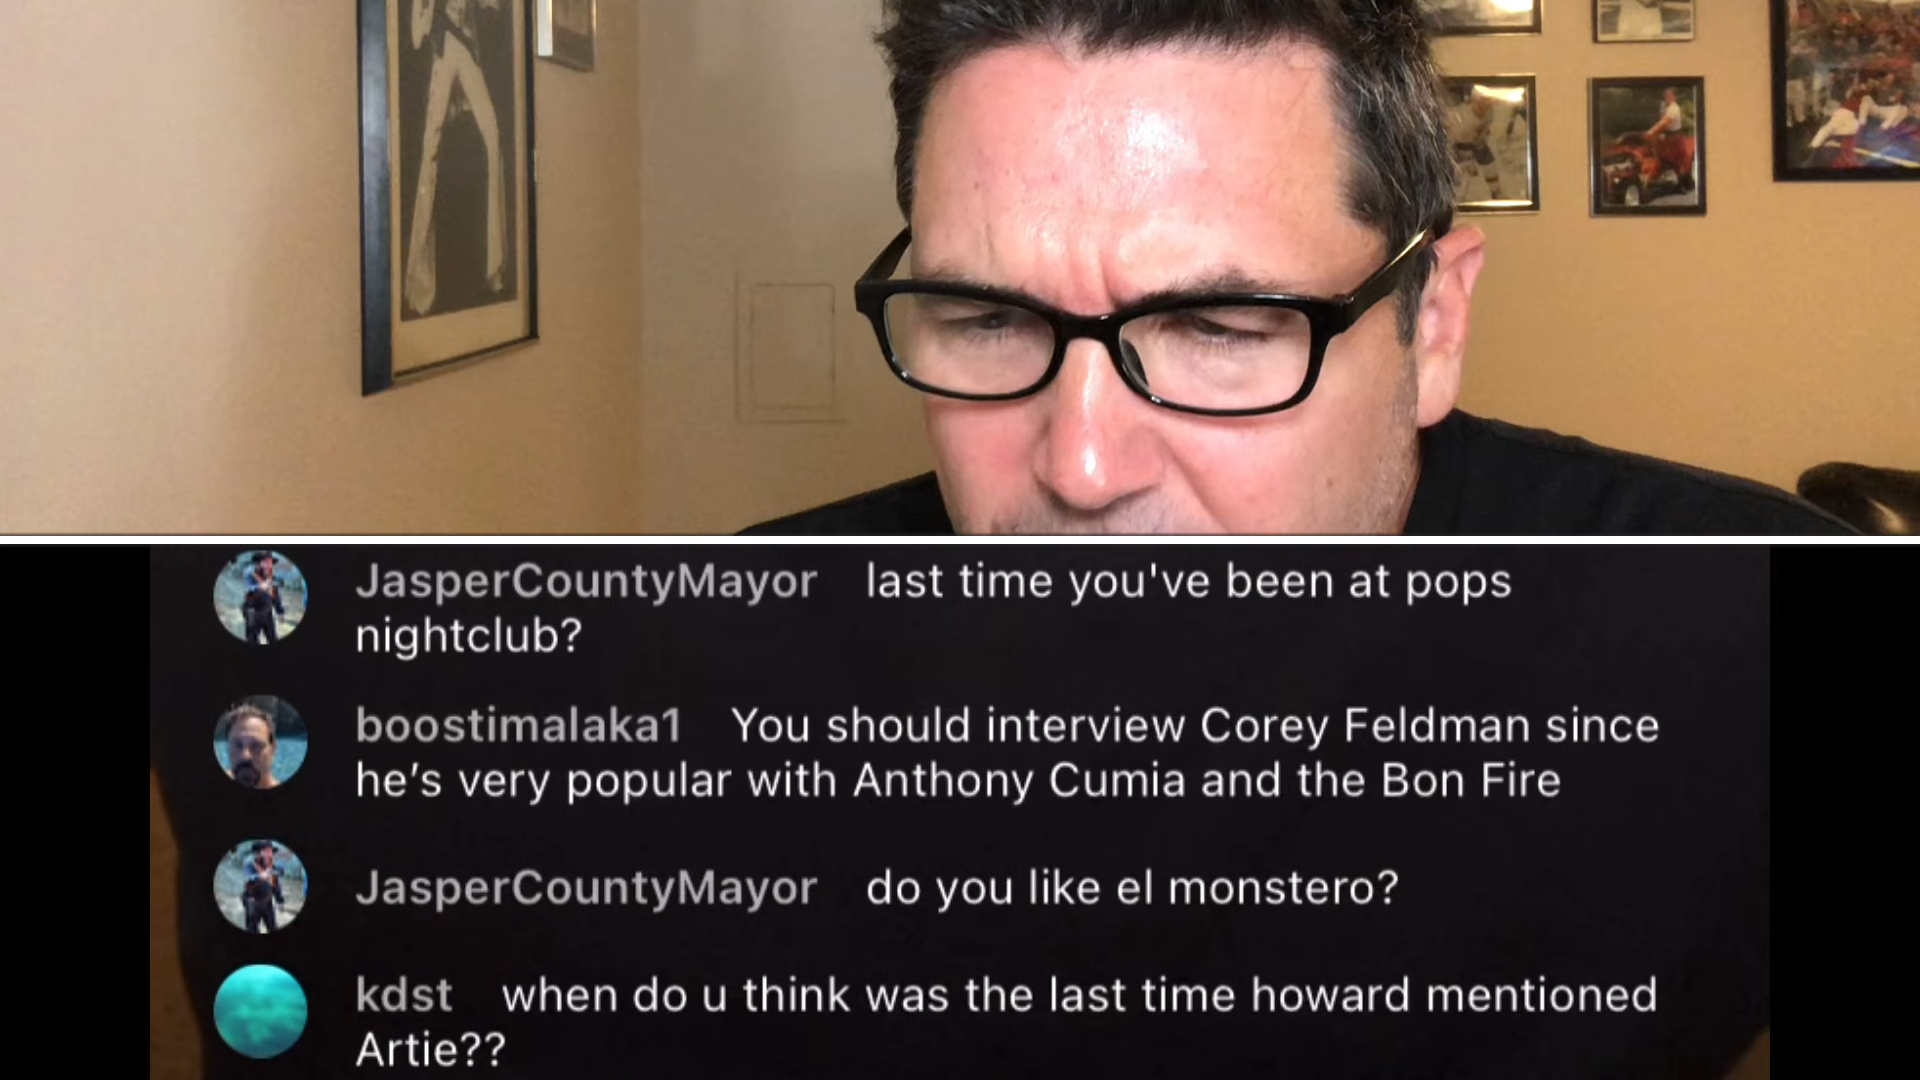 JasperCountyMayor last time you've been at pops
nightclub?
boostimalaka1 You should interview Corey Feldman since
he's very popular with Anthony Cumia and the Bon Fire
JasperCountyMayor do you like el monstero?
kdst when do u think was the last time howard mentioned
Artie??